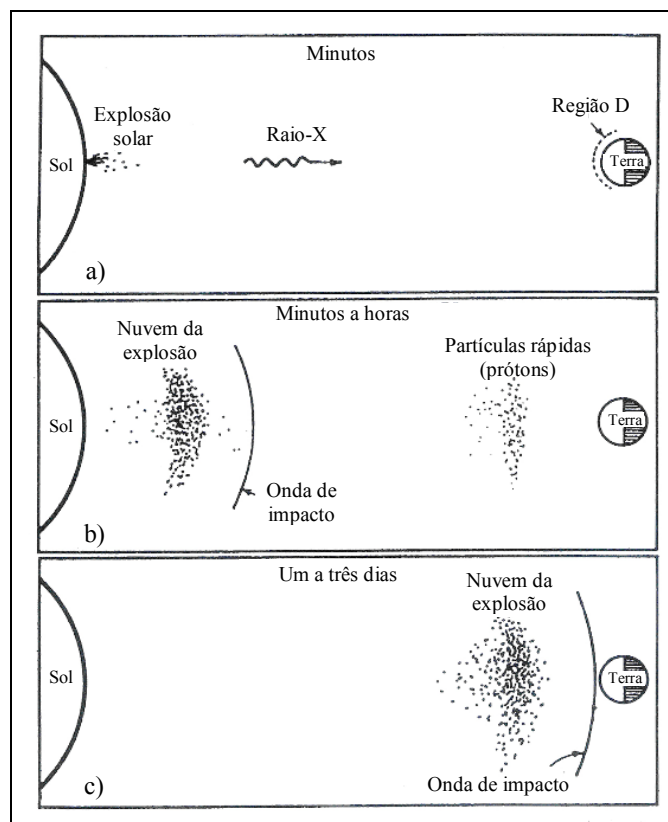 Minutos
Explosão
solar
Raio-X
Região D
Sol
Terra
a)
Minutos a horas
Nuvem da
explosão
Partículas rápidas
(prótons)
Sol
Terra
Onda de
impacto
b)
Um a três dias
Nuvem da
explosão
Sol
Terra
Onda de impacto
c)